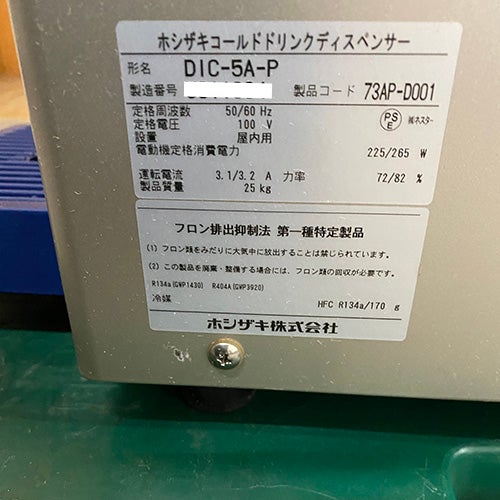 ホシザキコールドドリンクディスペンサー
形名 DIC-5A-P
製造番号 製品コード 73AP-D001
定格周波数 50/60 Hz
定格電圧 100 V
設置 屋内用
電動機定格消費電力 225/265 W
運転電流 3.1/3.2 A 力率 72/82 %
製品質量 25 kg
PSE ㈱ネスター
フロン排出抑制法 第一種特定製品
(1) フロン類をみだりに大気中に放出することは禁じられています。
(2) この製品を廃棄・整備する場合には、フロン類の回収が必要です。
R134a(GWP1430) R404A(GWP3920)
冷媒 HFC R134a/170 g
ホシザキ株式会社